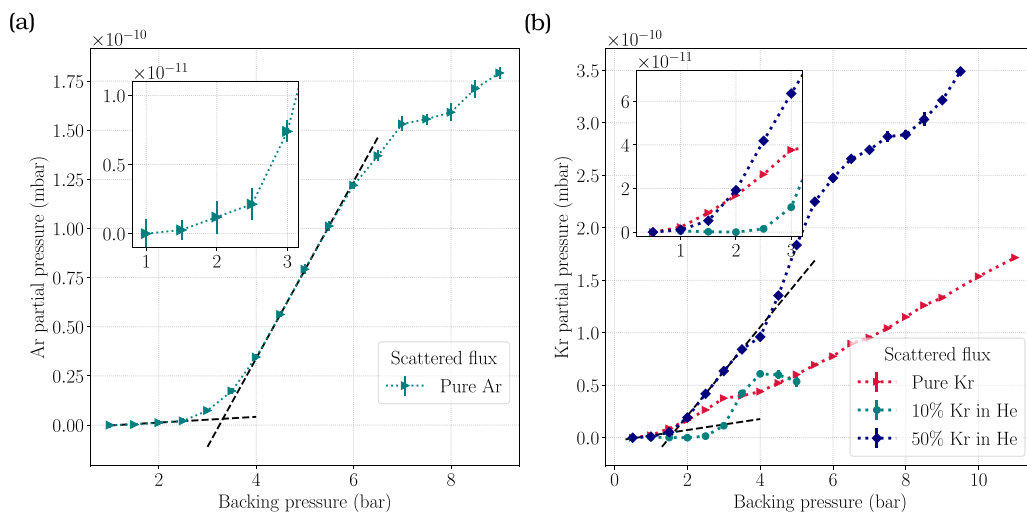 (a)
×10−10
Ar partial pressure (mbar)
1.75
1.50
1.25
1.00
0.75
0.50
0.25
0.00
×10−11
1.0
0.5
0.0
1 2 3
Scattered flux
Pure Ar
2 4 6 8
Backing pressure (bar)
(b)
×10−10
Kr partial pressure (mbar)
3.5
3.0
2.5
2.0
1.5
1.0
0.5
0.0
×10−11
6
4
2
0
1 2 3
Scattered flux
Pure Kr
10% Kr in He
50% Kr in He
0 2 4 6 8 10
Backing pressure (bar)